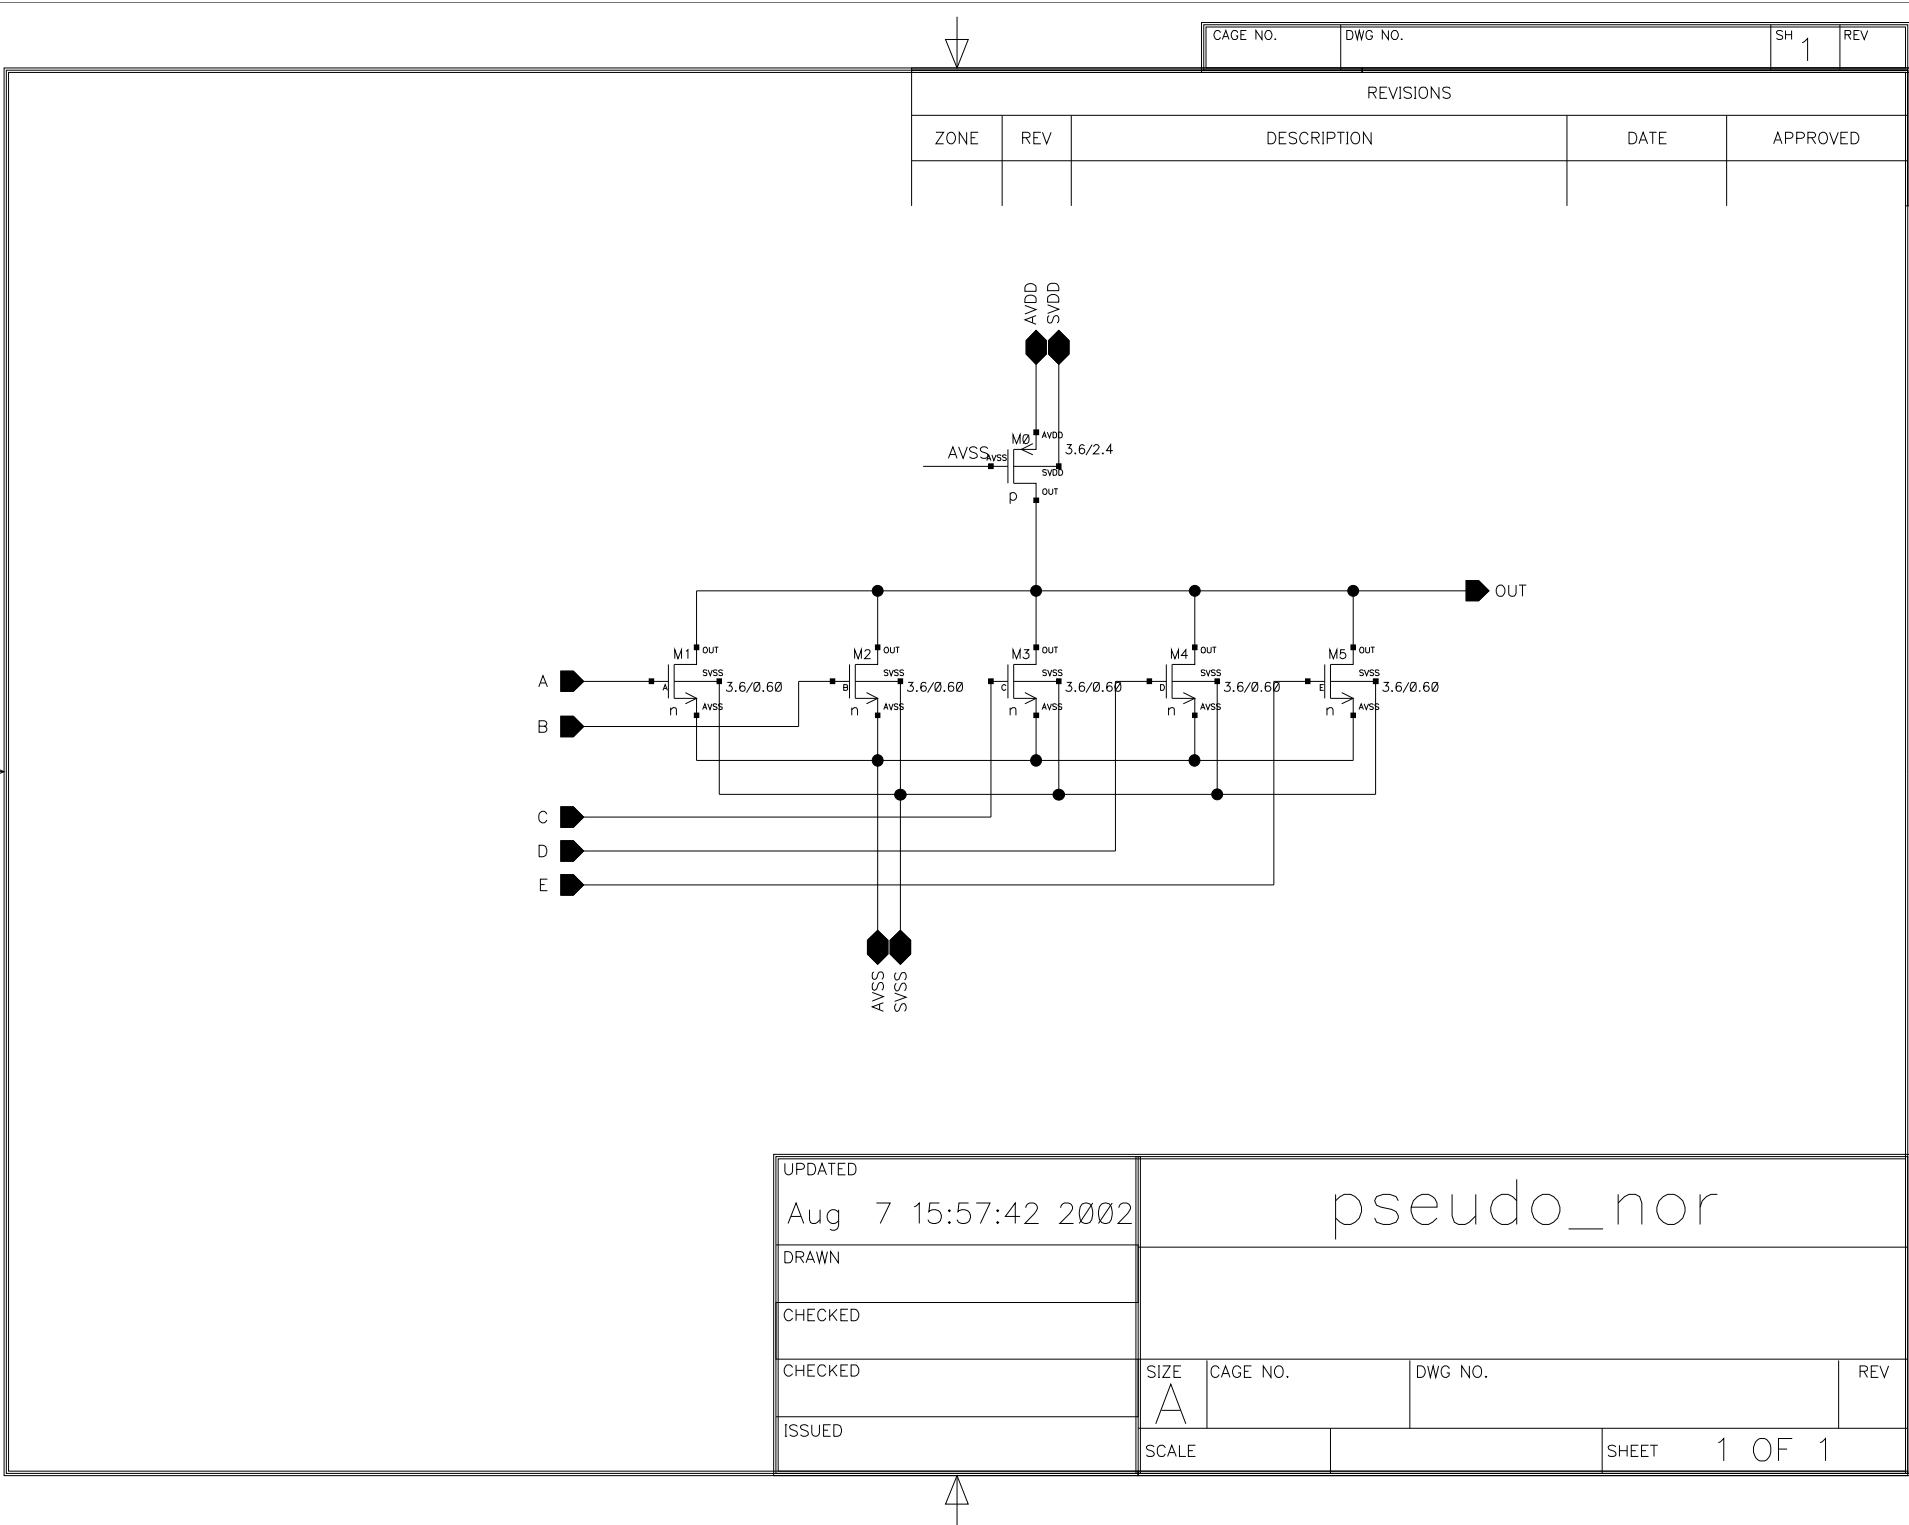 CAGE NO. DWG NO. SH 1 REV
REVISIONS
ZONE REV DESCRIPTION DATE APPROVED
AVDD SVDD
M0 AVDD 3.6/2.4
AVSS AVSS
SVDD
p OUT
OUT
M1 OUT M2 OUT M3 OUT M4 OUT M5 OUT
SVSS SVSS SVSS SVSS SVSS
A A 3.6/0.60 B 3.6/0.60 C 3.6/0.60 D 3.6/0.60 E 3.6/0.60
n AVSS n AVSS n AVSS n AVSS n AVSS
B
C
D
E
AVSS SVSS
UPDATED
Aug 7 15:57:42 2002
pseudo_nor
DRAWN
CHECKED
CHECKED
SIZE CAGE NO. DWG NO. REV
A
ISSUED
SCALE SHEET 1 OF 1